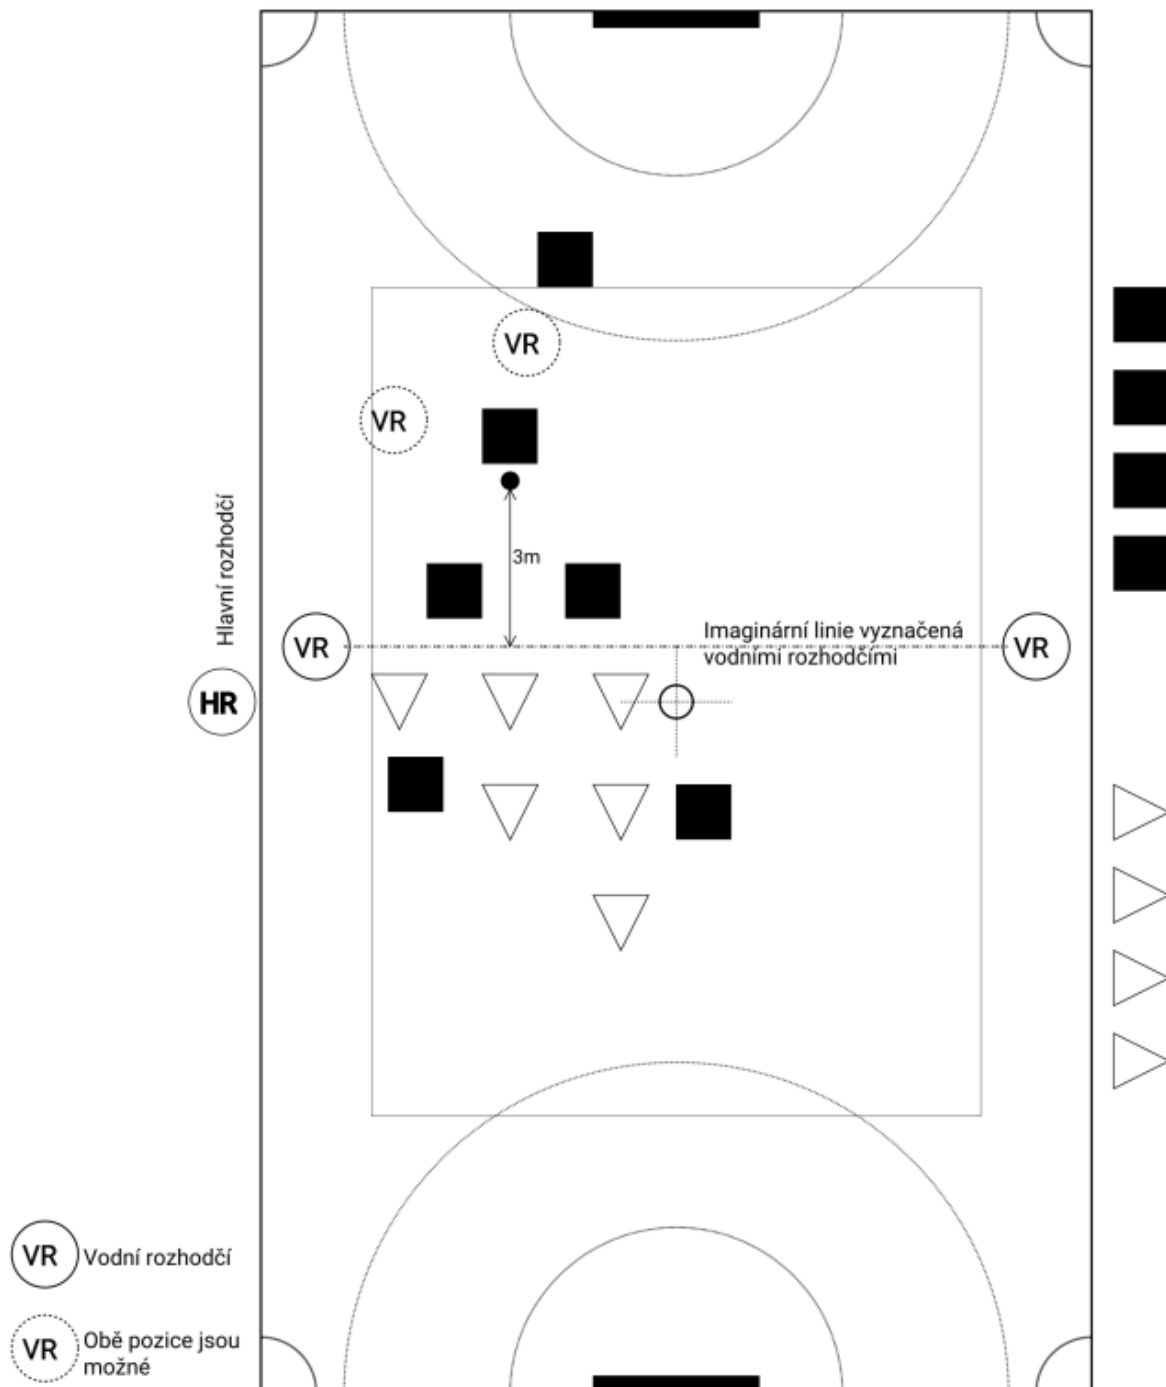 VR
VR
Hlavní rozhodčí
3m
Imaginární linie vyznačená
vodními rozhodčími
VR
VR
HR
VR
Vodní rozhodčí
VR
Obě pozice jsou
možné